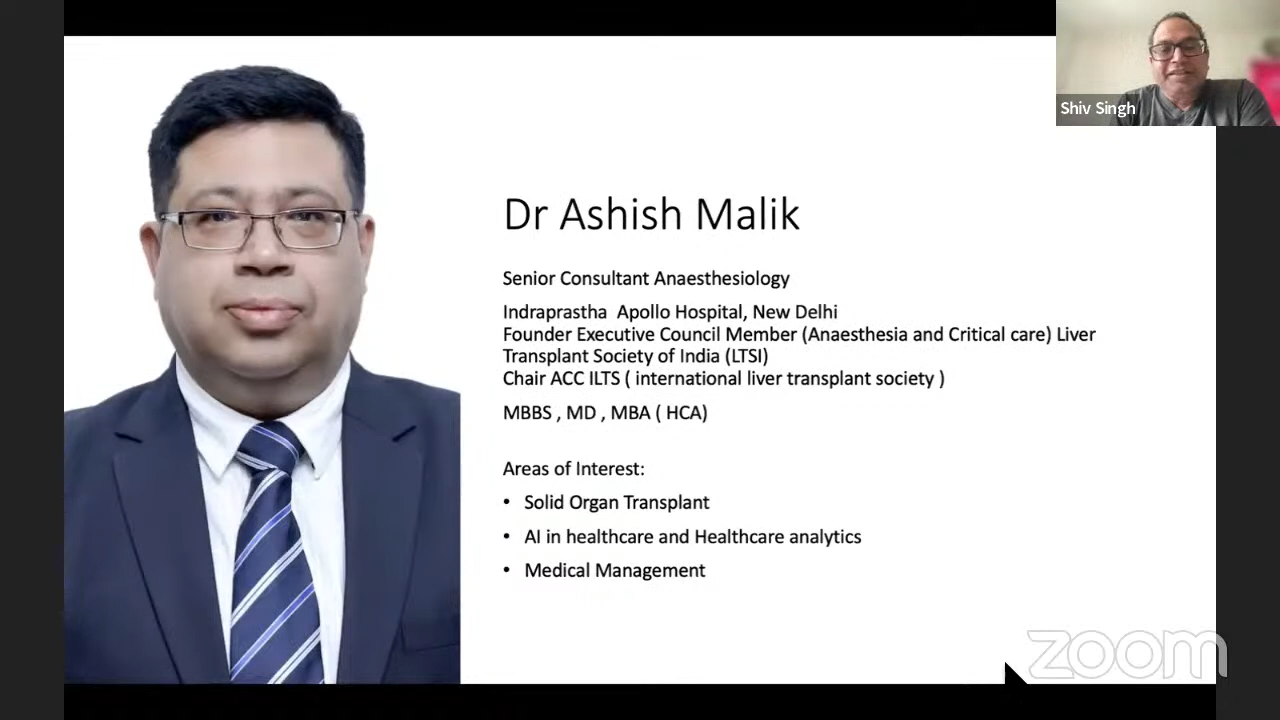 Shiv Singh
Dr Ashish Malik
Senior Consultant Anaesthesiology
Indraprastha  Apollo Hospital, New Delhi
Founder Executive Council Member (Anaesthesia and Critical care) Liver
Transplant Society of India (LTSI)
Chair ACC ILTS ( international liver transplant society )
MBBS , MD , MBA ( HCA)
Areas of Interest:
• Solid Organ Transplant
• AI in healthcare and Healthcare analytics
• Medical Management
zoom